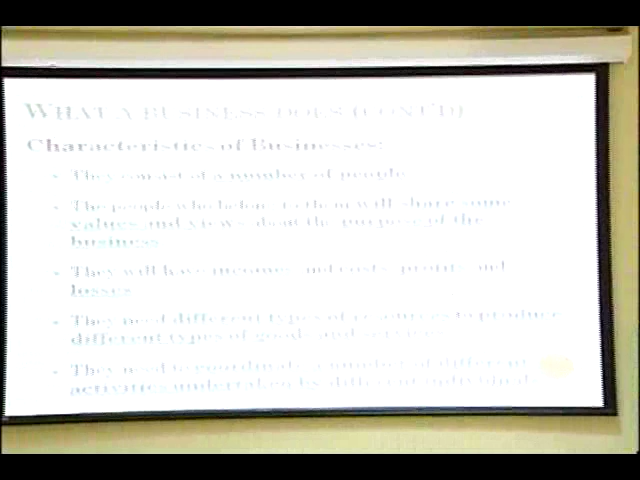 WHAT A BUSINESS DOES (CONT'D)
Characteristics of Businesses:
They consist of a number of people
The people who belong to them will share some
values and views about the purpose of the
business
They will have incomes and costs, profits and
losses
They need different types of resources to produce
different types of goods and services
They need to coordinate a number of different
activities undertaken by different individual